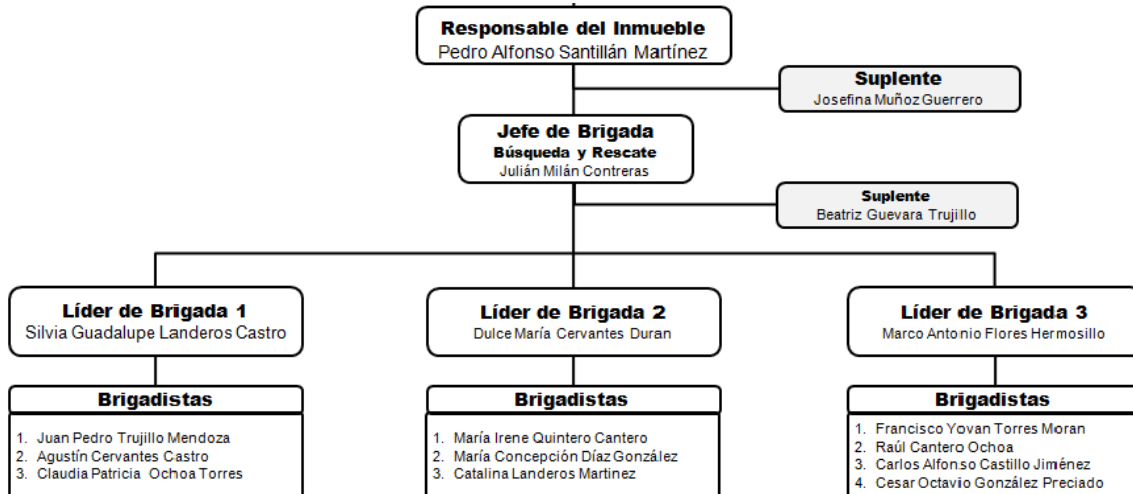 Responsable del Inmueble
Pedro Alfonso Santillán Martínez
Suplente
Josefina Muñoz Guerrero
Jefe de Brigada
Búsqueda y Rescate
Julián Milán Contreras
Suplente
Beatriz Guevara Trujillo
Líder de Brigada 1
Silvia Guadalupe Landeros Castro
Líder de Brigada 2
Dulce María Cervantes Duran
Líder de Brigada 3
Marco Antonio Flores Hermosillo
Brigadistas
1. Juan Pedro Trujillo Mendoza
2. Agustín Cervantes Castro
3. Claudia Patricia Ochoa Torres
Brigadistas
1. María Irene Quintero Cantero
2. María Concepción Díaz González
3. Catalina Landeros Martinez
Brigadistas
1. Francisco Yovan Torres Moran
2. Raúl Cantero Ochoa
3. Carlos Alfonso Castillo Jiménez
4. Cesar Octavio González Preciado